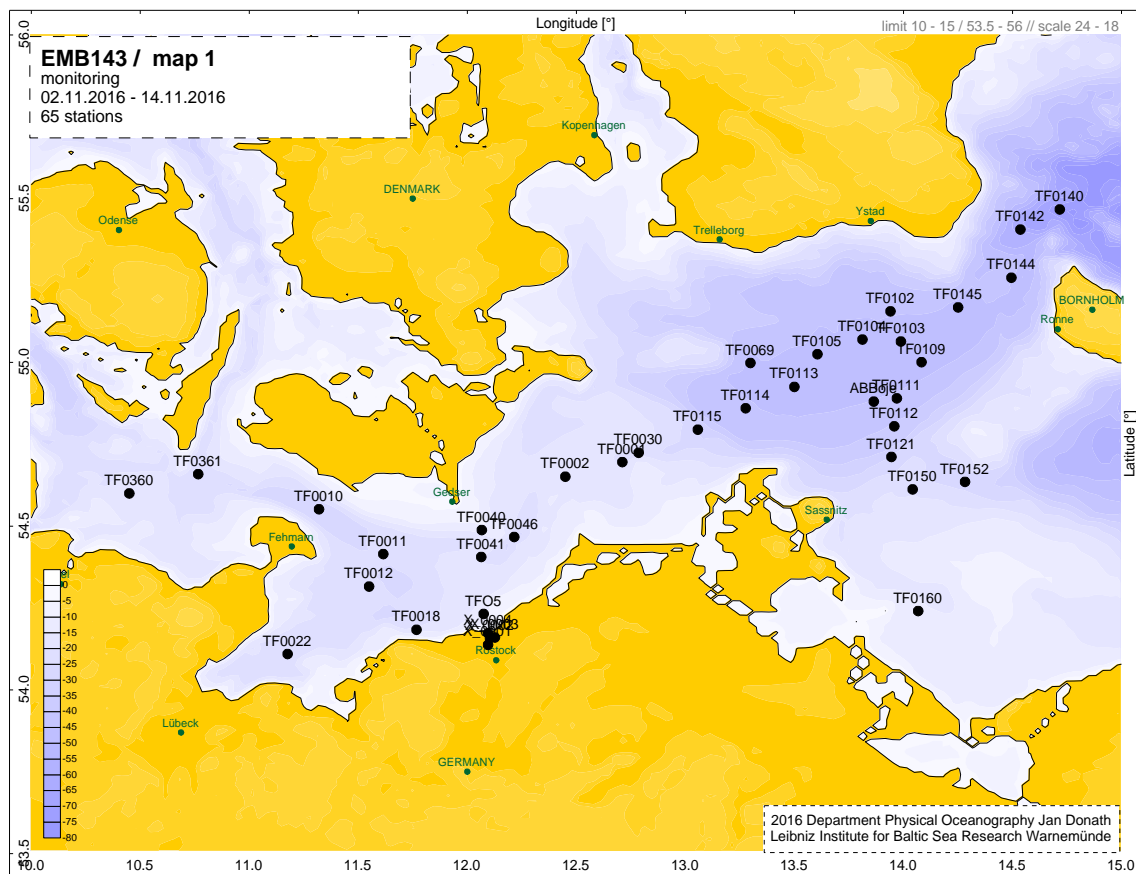 Longitude [°]
limit 10 - 15 / 53.5 - 56 // scale 24 - 18
EMB143 / map 1
monitoring
02.11.2016 - 14.11.2016
65 stations
56.0
55.5
55.0
54.5
54.0
53.5
Kopenhagen
DENMARK
Odense
Trelleborg
Ystad
TF0140
TF0142
TF0144
BORNHOLM
Ronne
TF0145
TF0102
TF0104
TF0103
TF0105
TF0109
TF0069
TF0113
TF0111
ABBoje
TF0114
TF0112
TF0115
TF0030
TF0001
TF0121
TF0002
TF0150
TF0152
Latitude [°]
TF0361
TF0360
TF0010
Gedser
Sassnitz
TF0040
TF0046
Fehmarn
TF0011
TF0041
TF0012
TFO5
TF0160
TF0018
TF0022
Rostock
Lübeck
GERMANY
0
-5
-10
-15
-20
-25
-30
-35
-40
-45
-50
-55
-60
-65
-70
-75
-80
2016 Department Physical Oceanography Jan Donath
Leibniz Institute for Baltic Sea Research Warnemünde
10.0 10.5 11.0 11.5 12.0 12.5 13.0 13.5 14.0 14.5 15.0